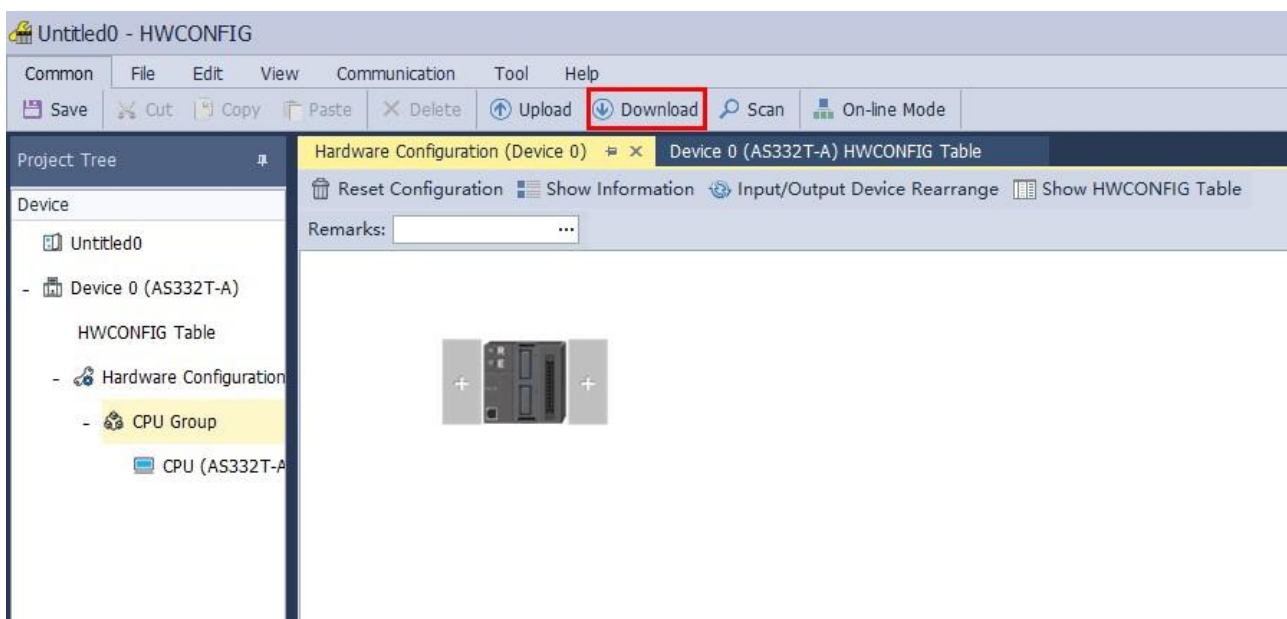 Untitled0 - HWCONFIG
Common File Edit View Communication Tool Help
Save Cut Copy Paste Delete Upload Download Scan On-line Mode
Project Tree
Hardware Configuration (Device 0) Device 0 (AS332T-A) HWCONFIG Table
Reset Configuration Show Information Input/Output Device Rearrange Show HWCONFIG Table
Device
Remarks: ...
Untitled0
- Device 0 (AS332T-A)
HWCONFIG Table
- Hardware Configuration
- CPU Group
CPU (AS332T-A
R
E
+ +